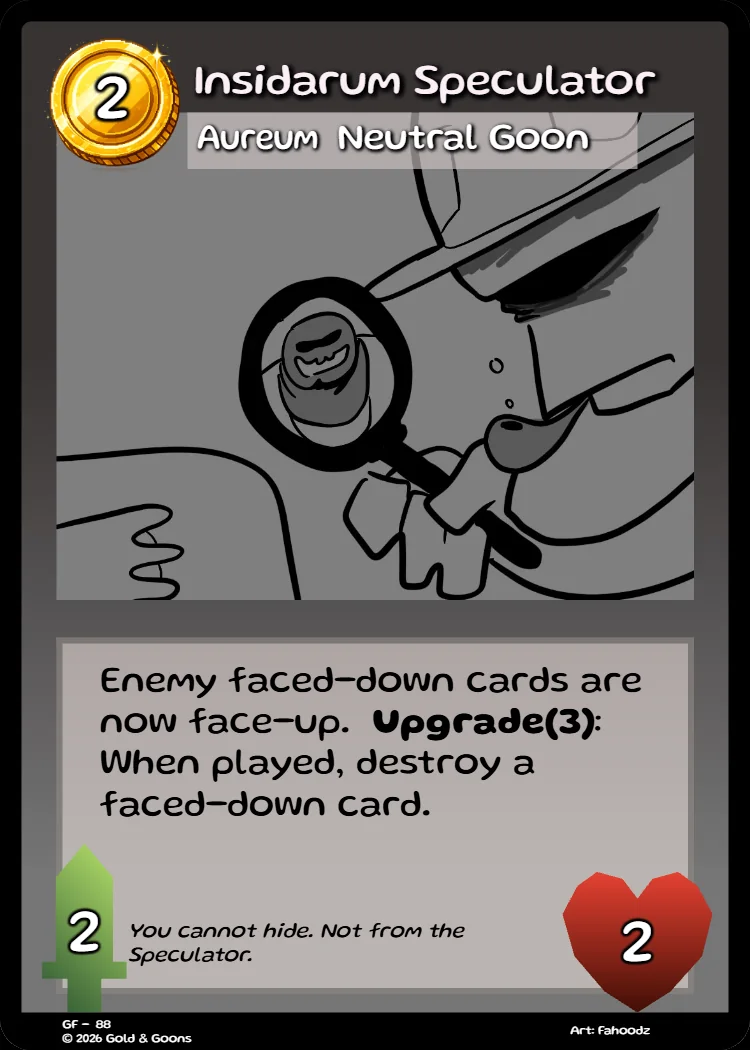 2
Insidarum Speculator
Aureum Neutral Goon
Enemy faced-down cards are
now face-up. Upgrade(3):
When played, destroy a
faced-down card.
2
You cannot hide. Not from the
Speculator.
2
GF - 88
© 2026 Gold & Goons
Art: Fahoodz